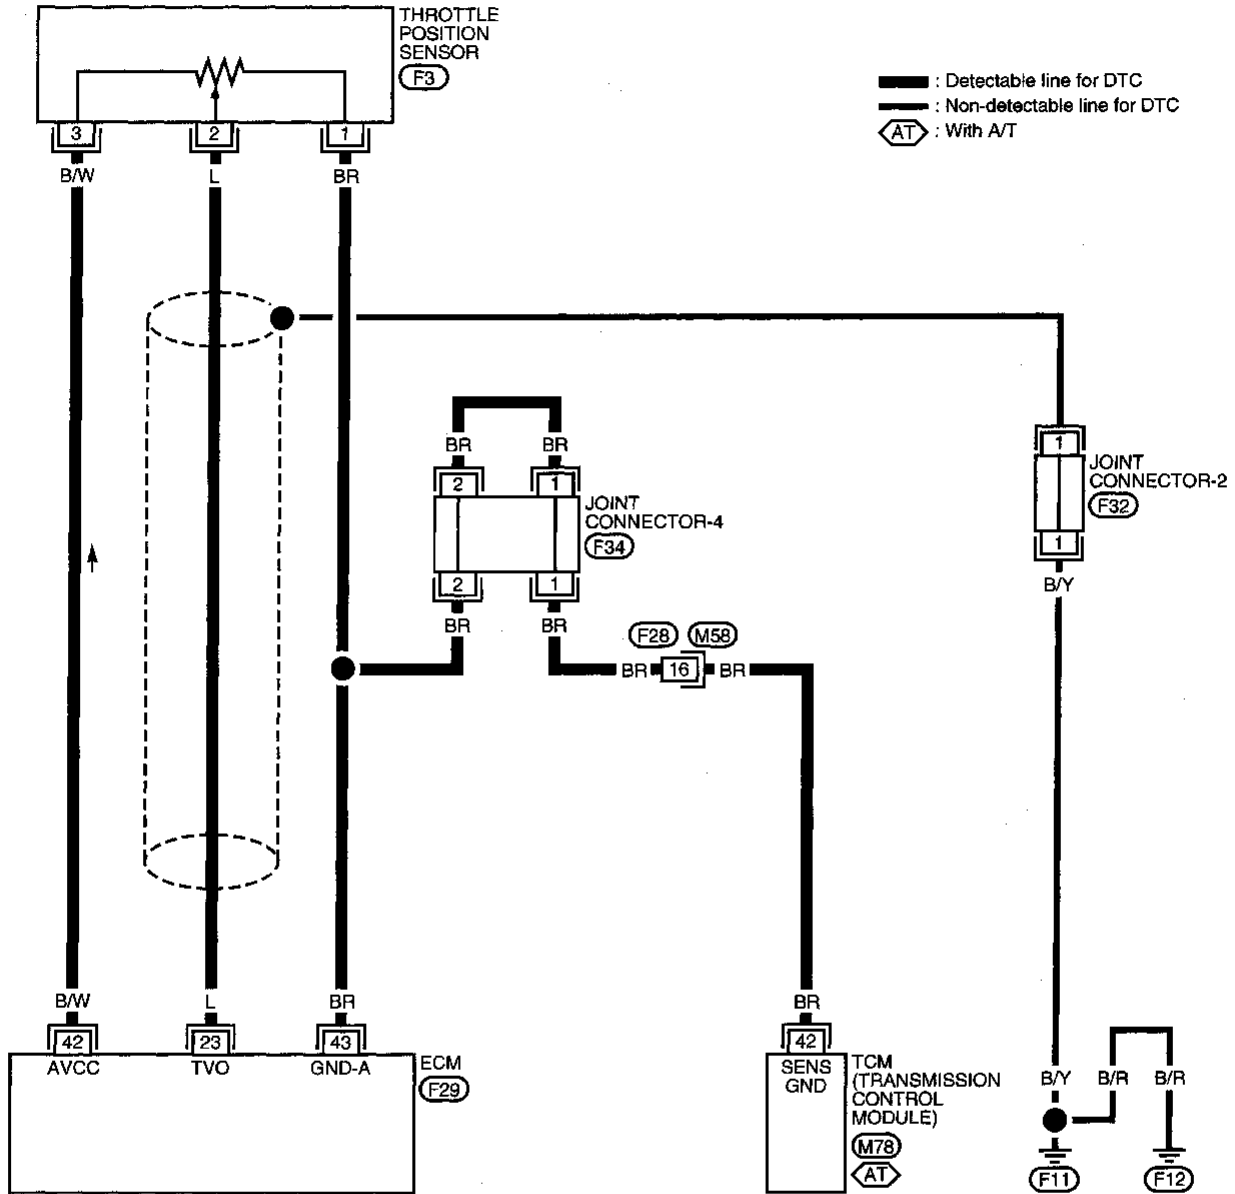 THROTTLE
POSITION
SENSOR
F3
: Detectable line for DTC
: Non-detectable line for DTC
AT : With A/T
3 2 1
B/W L BR
BR BR
2 1
JOINT
CONNECTOR-4
F34
2 1
BR BR
1
JOINT
CONNECTOR-2
F32
1
B/Y
F28 M58
BR 16 BR
B/W L BR BR
42 23 43 42
AVCC TVO GND-A
ECM
F29
SENS
GND
TCM
(TRANSMISSION
CONTROL
MODULE)
M78
AT
B/Y B/R B/R
F11 F12